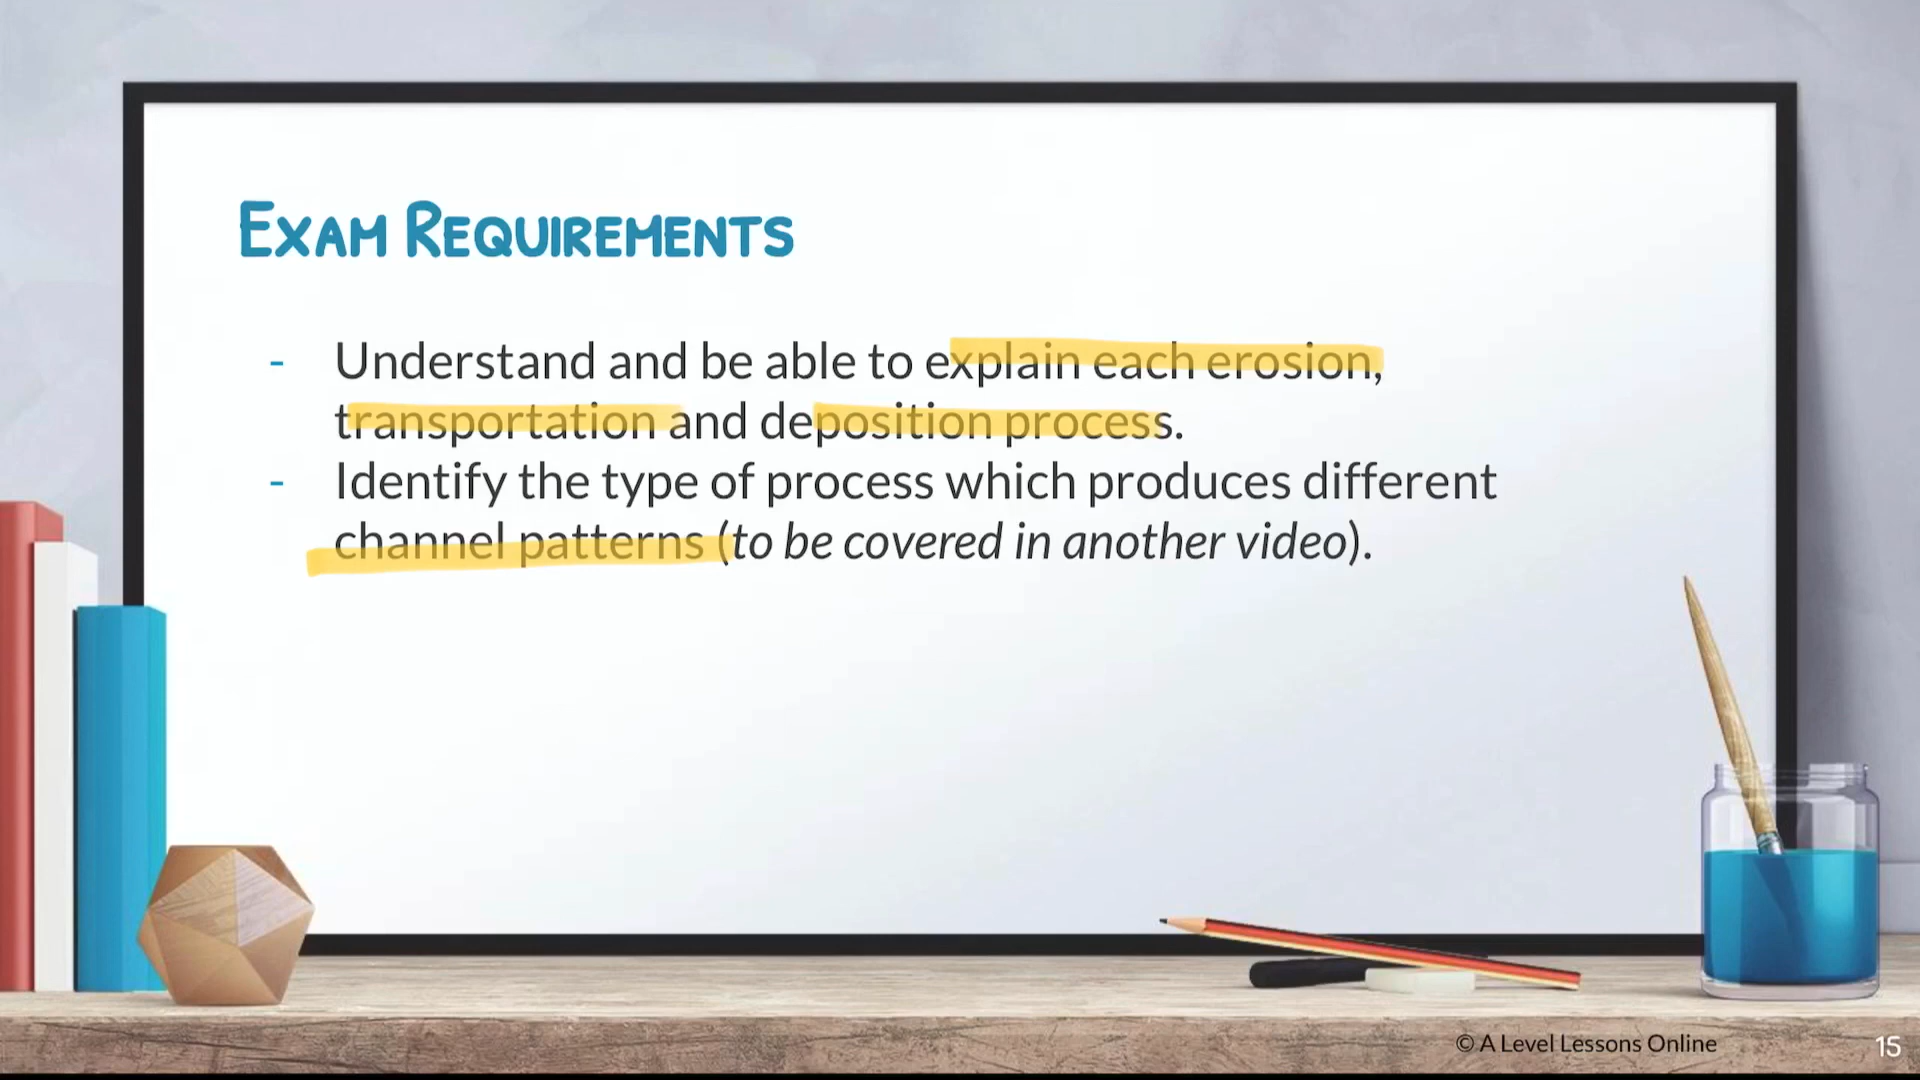 Exam Requirements
- Understand and be able to explain each erosion,
transportation and deposition process.
- Identify the type of process which produces different
channel patterns (to be covered in another video).
© A Level Lessons Online
15